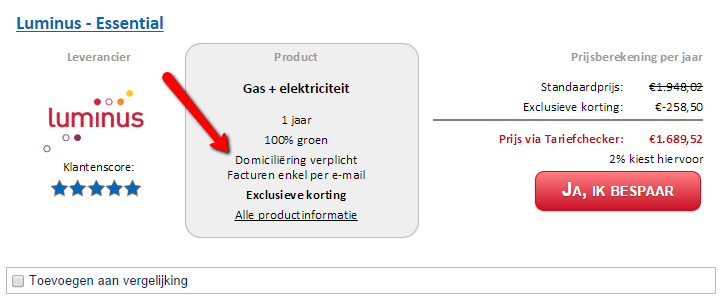 Luminus - Essential
Leverancier
luminus
Klantenscore:
Product
Gas + elektriciteit
1 jaar
100% groen
Domiciliëring verplicht
Facturen enkel per e-mail
Exclusieve korting
Alle productinformatie
Prijsberekening per jaar
Standaardprijs: €1.948,02
Exclusieve korting: €-258,50
Prijs via Tariefchecker: €1.689,52
2% kiest hiervoor
JA, IK BESPAAR
Toevoegen aan vergelijking